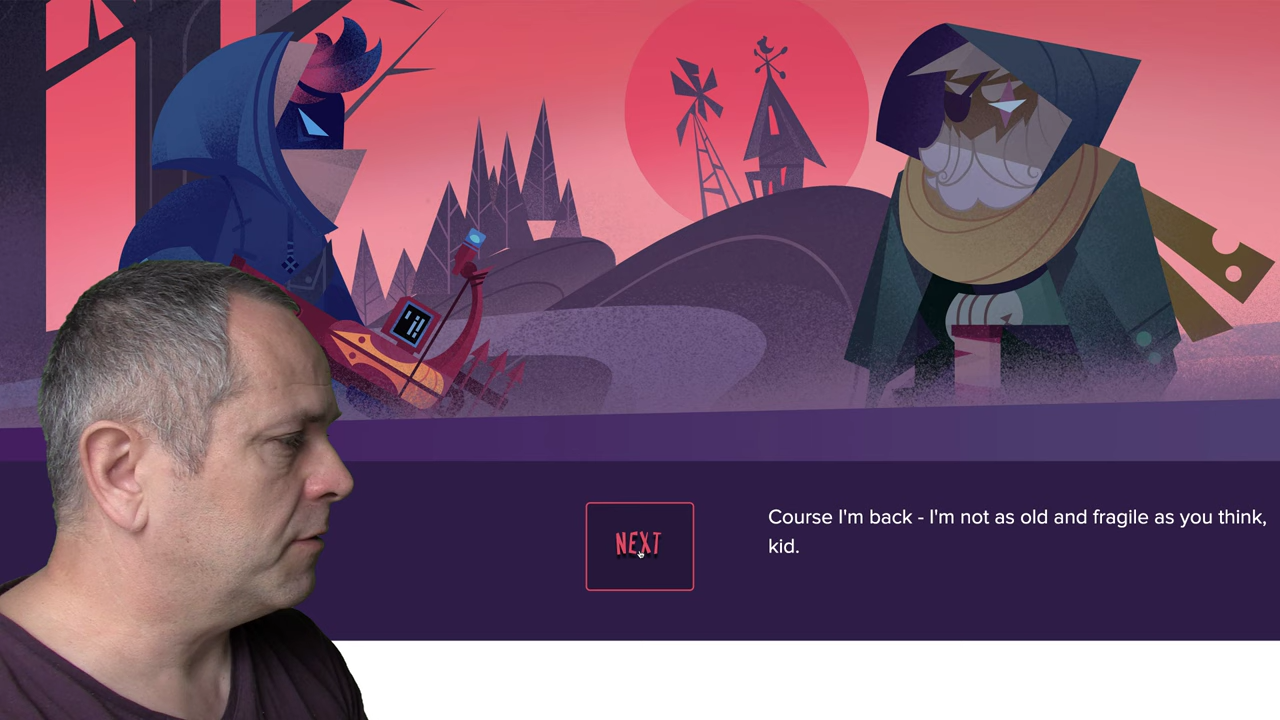 NEXT
Course I'm back - I'm not as old and fragile as you think,
kid.